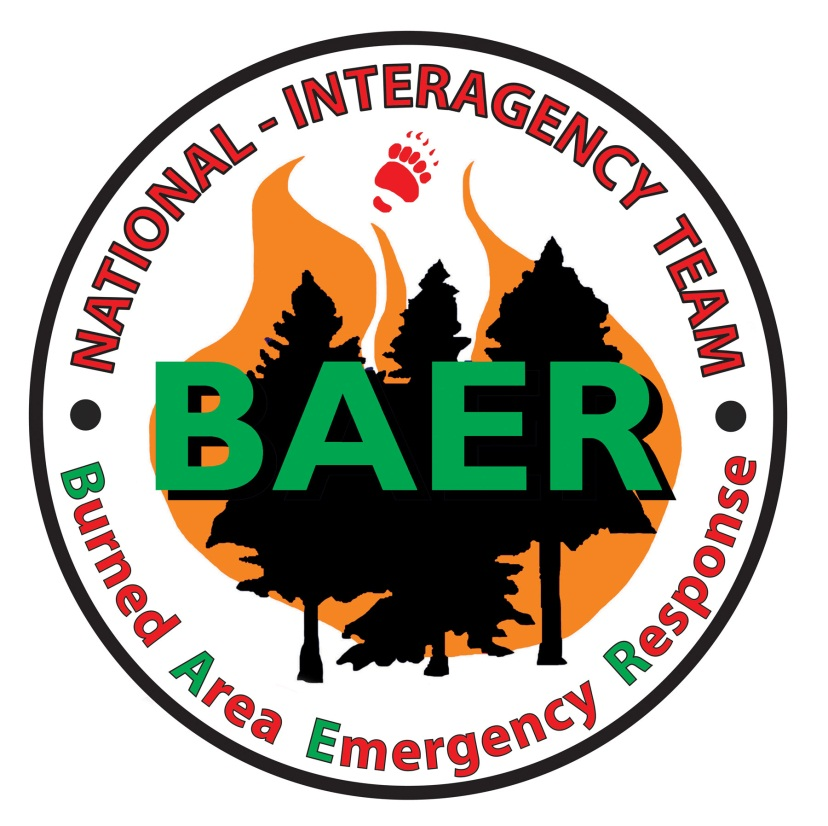 NATIONAL - INTERAGENCY TEAM
BAER
Burned Area Emergency Response